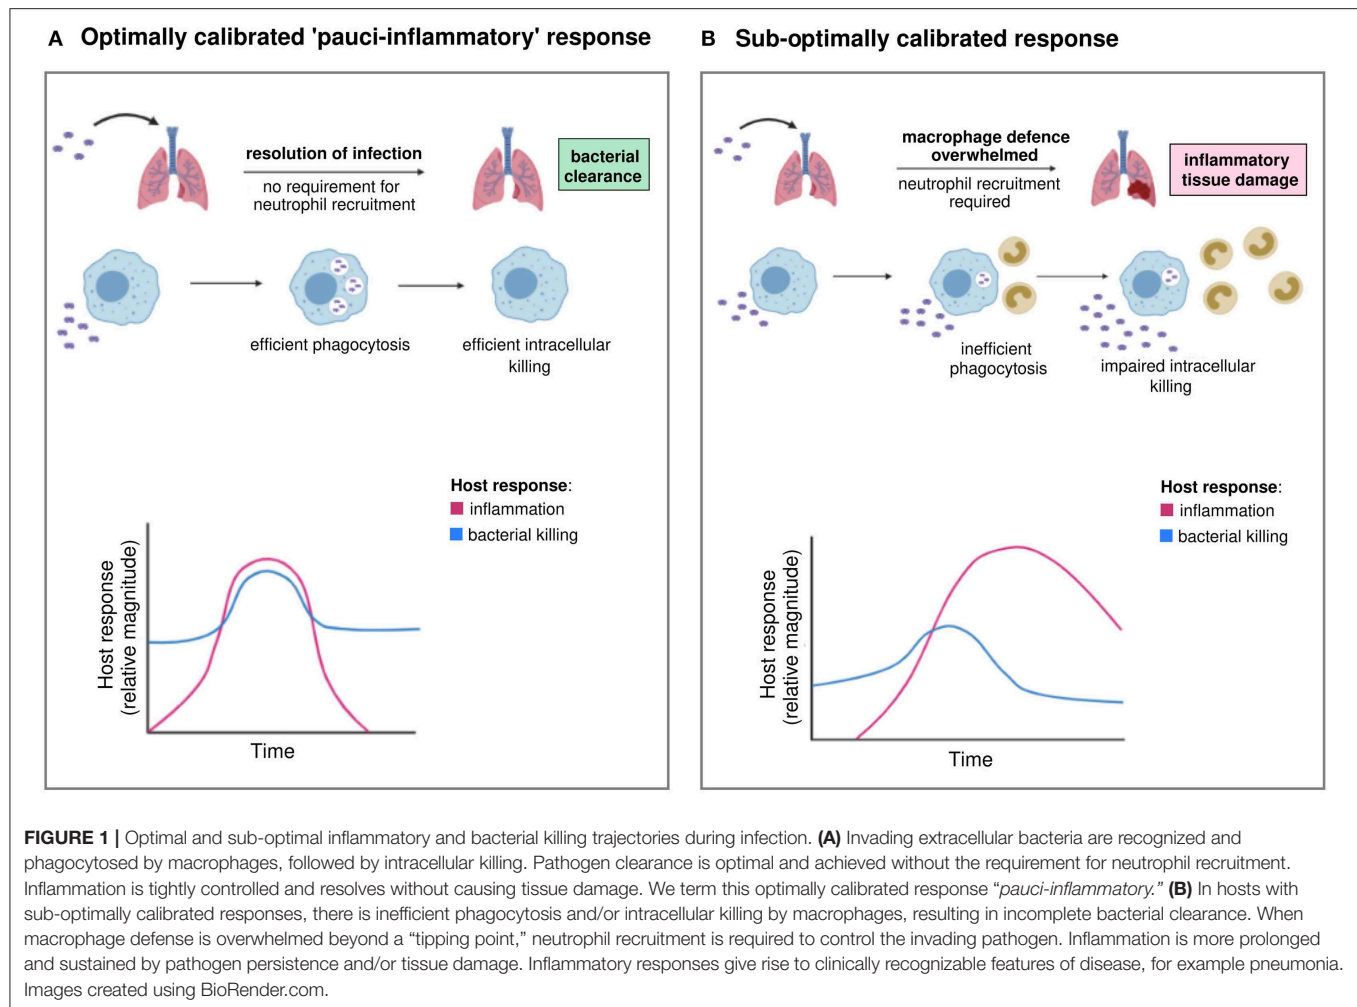 A Optimally calibrated 'pauci-inflammatory' response
resolution of infection
no requirement for
neutrophil recruitment
bacterial
clearance
efficient phagocytosis
efficient intracellular
killing
Host response:
inflammation
bacterial killing
Host response
(relative magnitude)
Time
B Sub-optimally calibrated response
macrophage defence
overwhelmed
neutrophil recruitment
required
inflammatory
tissue damage
inefficient
phagocytosis
impaired intracellular
killing
Host response:
inflammation
bacterial killing
Host response
(relative magnitude)
Time
FIGURE 1 | Optimal and sub-optimal inflammatory and bacterial killing trajectories during infection. (A) Invading extracellular bacteria are recognized and
phagocytosed by macrophages, followed by intracellular killing. Pathogen clearance is optimal and achieved without the requirement for neutrophil recruitment.
Inflammation is tightly controlled and resolves without causing tissue damage. We term this optimally calibrated response “pauci-inflammatory.” (B) In hosts with
sub-optimally calibrated responses, there is inefficient phagocytosis and/or intracellular killing by macrophages, resulting in incomplete bacterial clearance. When
macrophage defense is overwhelmed beyond a “tipping point,” neutrophil recruitment is required to control the invading pathogen. Inflammation is more prolonged
and sustained by pathogen persistence and/or tissue damage. Inflammatory responses give rise to clinically recognizable features of disease, for example pneumonia.
Images created using BioRender.com.